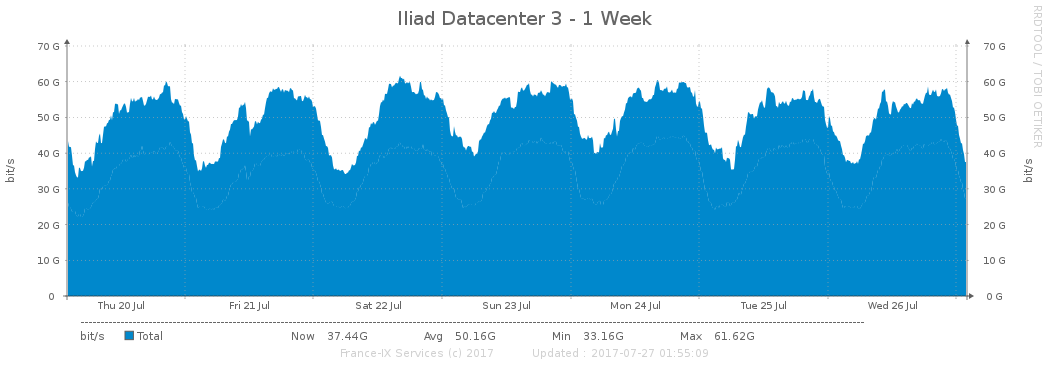 Iliad Datacenter 3 - 1 Week
RRDTOOL / TOBI OETIKER
70 G 70 G
60 G 60 G
50 G 50 G
40 G 40 G
30 G 30 G
20 G 20 G
10 G 10 G
0 0 G
bit/s bit/s
Thu 20 Jul Fri 21 Jul Sat 22 Jul Sun 23 Jul Mon 24 Jul Tue 25 Jul Wed 26 Jul
bit/s Total Now 37.44G Avg 50.16G Min 33.16G Max 61.62G
France-IX Services (c) 2017 Updated : 2017-07-27 01:55:09